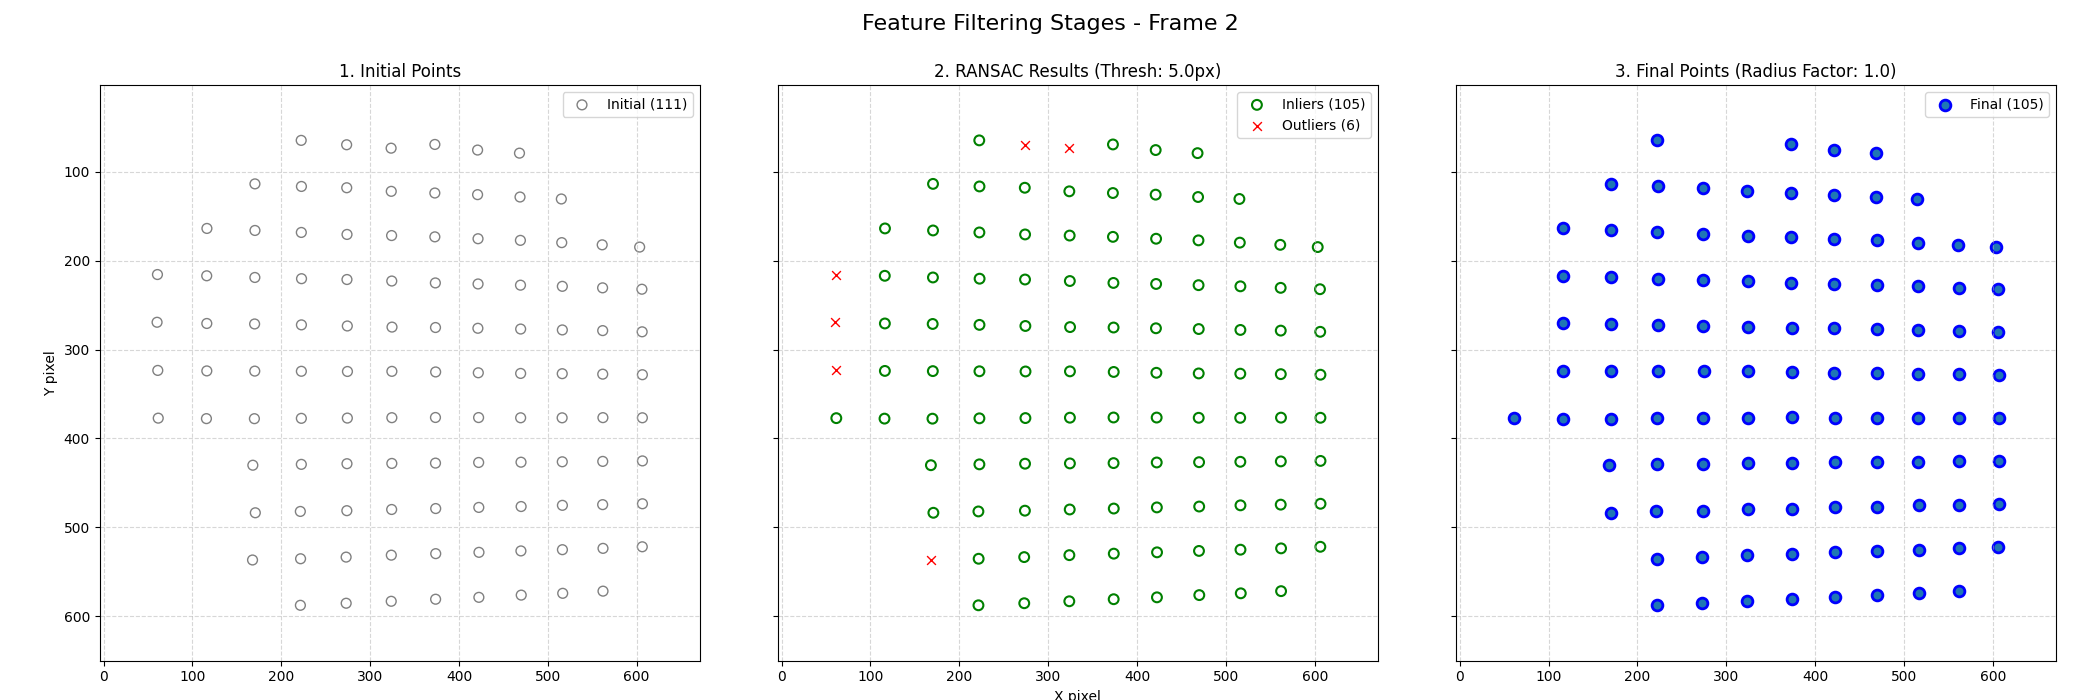 Feature Filtering Stages - Frame 2
1. Initial Points
Initial (111)
100
200
300
400
500
600
Y pixel
0 100 200 300 400 500 600
2. RANSAC Results (Thresh: 5.0px)
Inliers (105)
Outliers (6)
0 100 200 300 400 500 600
X pixel
3. Final Points (Radius Factor: 1.0)
Final (105)
0 100 200 300 400 500 600